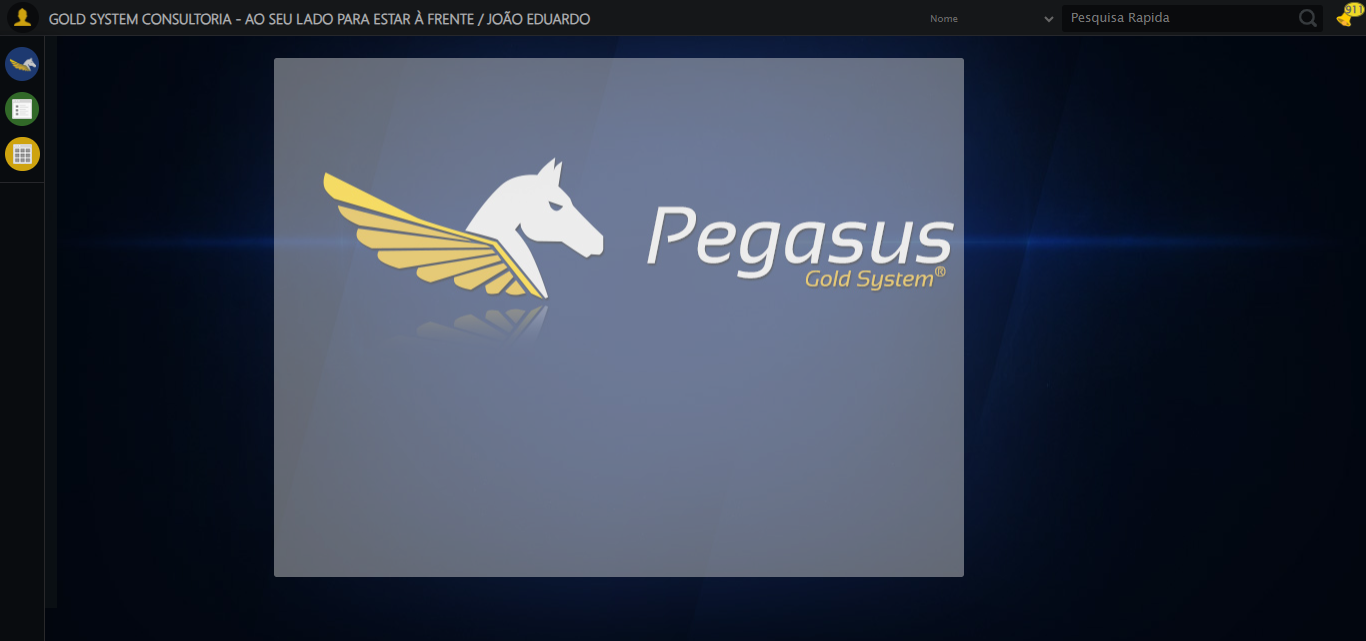 GOLD SYSTEM CONSULTORIA - AO SEU LADO PARA ESTAR À FRENTE / JOÃO EDUARDO
Nome
Pesquisa Rapida
911
Pegasus
Gold System®